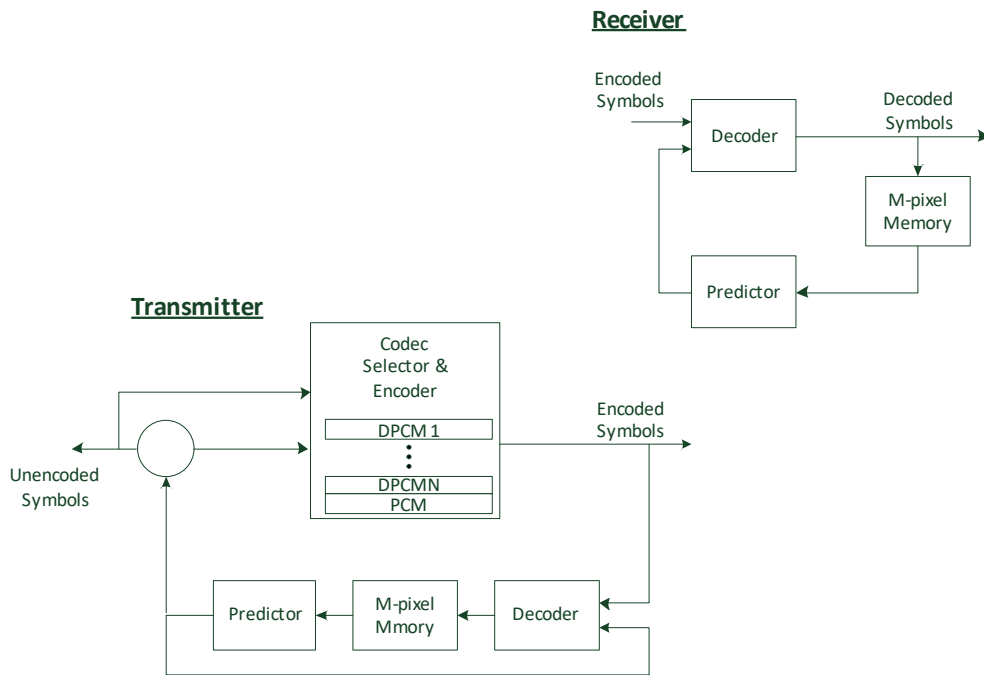 Receiver
Encoded
Symbols
Decoder
Decoded
Symbols
M-pixel
Memory
Predictor
Transmitter
Codec
Selector &
Encoder
DPCM 1
DPCMN
PCM
Encoded
Symbols
Unencoded
Symbols
Predictor
M-pixel
Mmory
Decoder